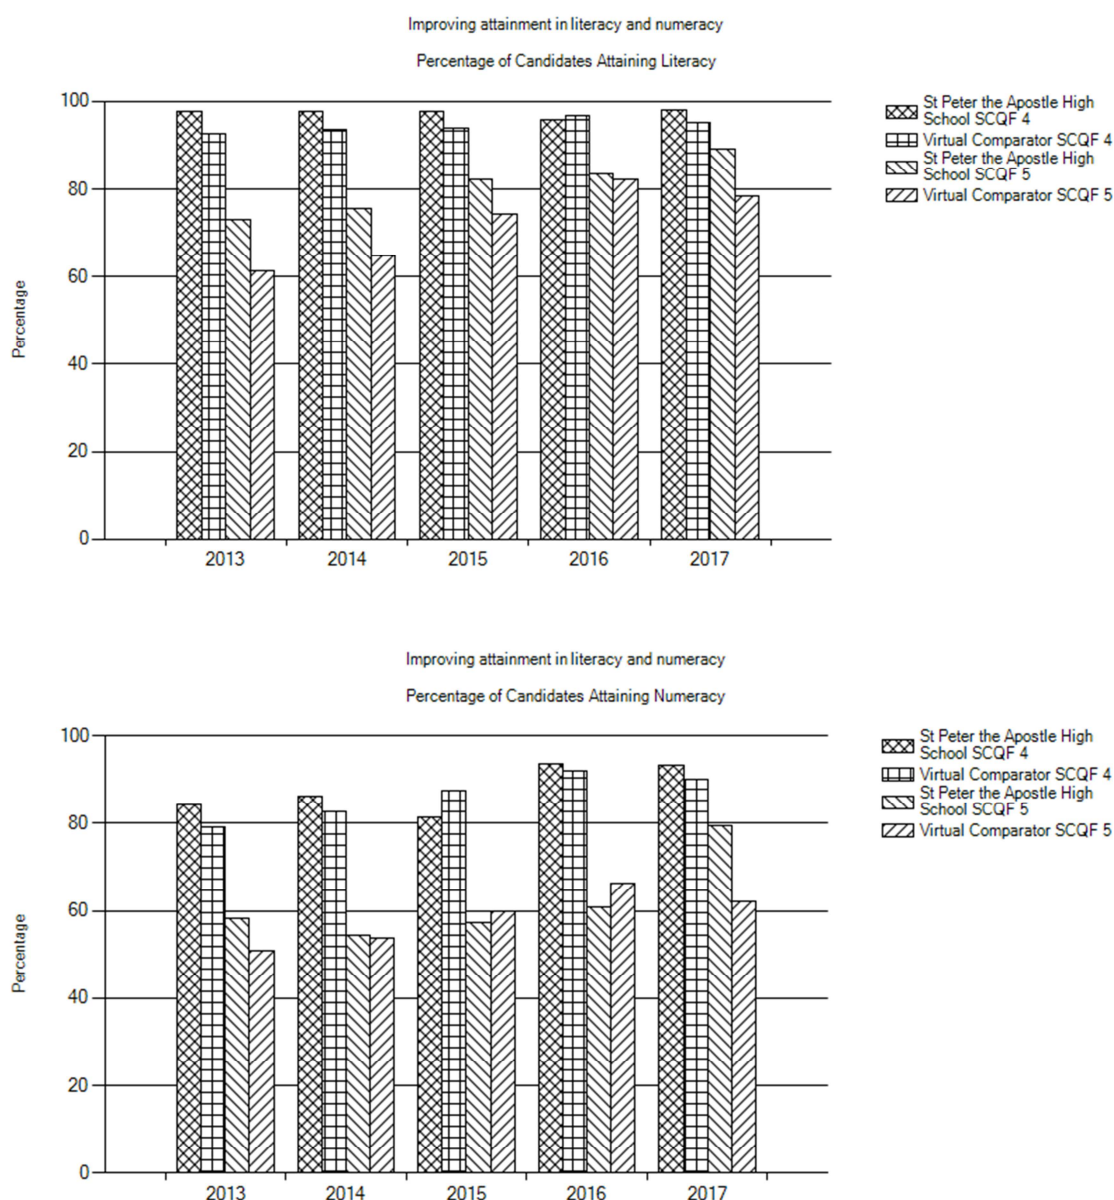 Improving attainment in literacy and numeracy
Percentage of Candidates Attaining Literacy
Percentage
100
80
60
40
20
0
2013
2014
2015
2016
2017
St Peter the Apostle High
School SCQF 4
Virtual Comparator SCQF 4
St Peter the Apostle High
School SCQF 5
Virtual Comparator SCQF 5
Improving attainment in literacy and numeracy
Percentage of Candidates Attaining Numeracy
Percentage
100
80
60
40
20
0
2013
2014
2015
2016
2017
St Peter the Apostle High
School SCQF 4
Virtual Comparator SCQF 4
St Peter the Apostle High
School SCQF 5
Virtual Comparator SCQF 5